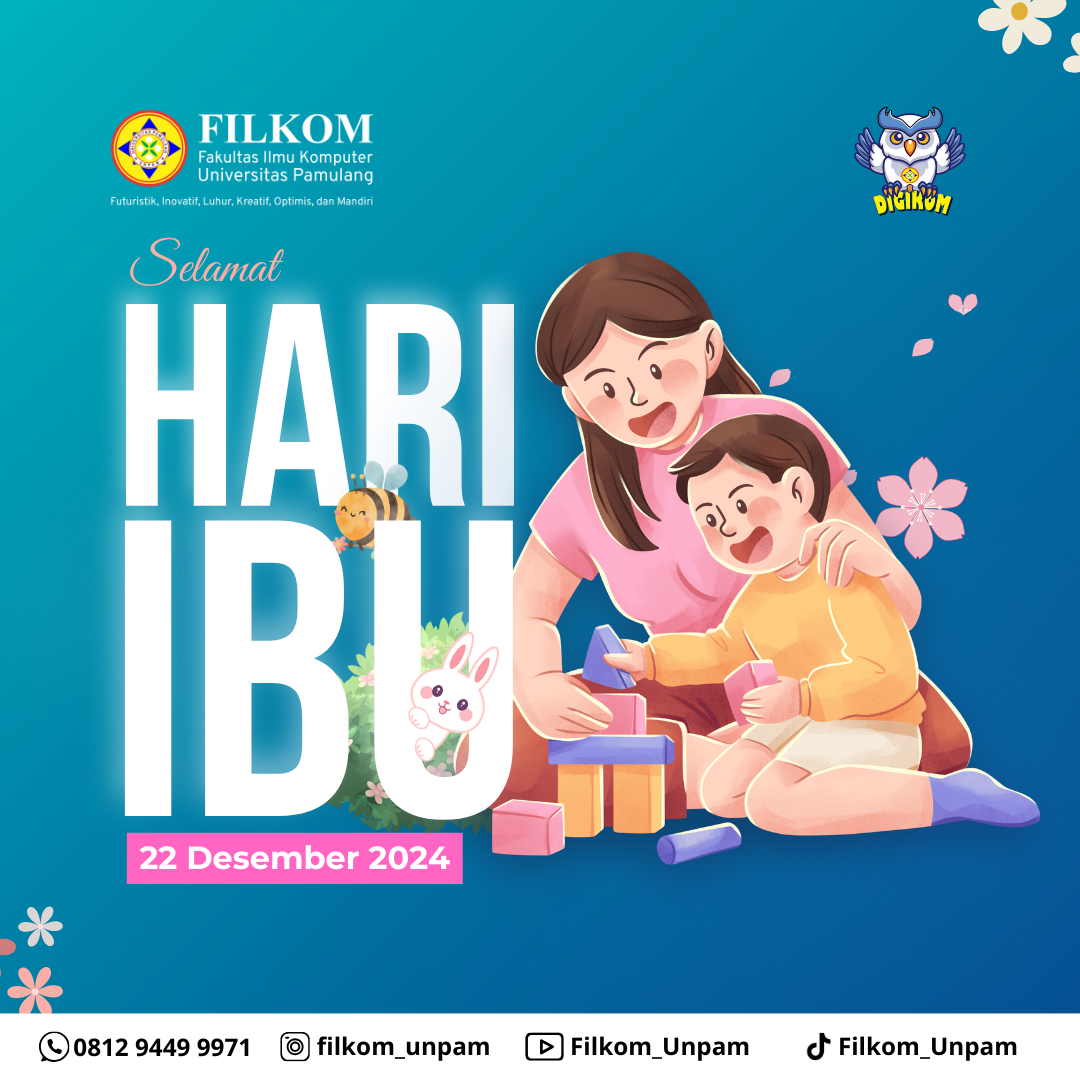 FILKOM
Fakultas Ilmu Komputer
Universitas Pamulang
Futuristik, Inovatif, Luhur, Kreatif, Optimis, dan Mandiri
DIGIKOM
Selamat
HARI
IBU
22 Desember 2024
0812 9449 9971
filkom_unpam
Filkom_Unpam
Filkom_Unpam